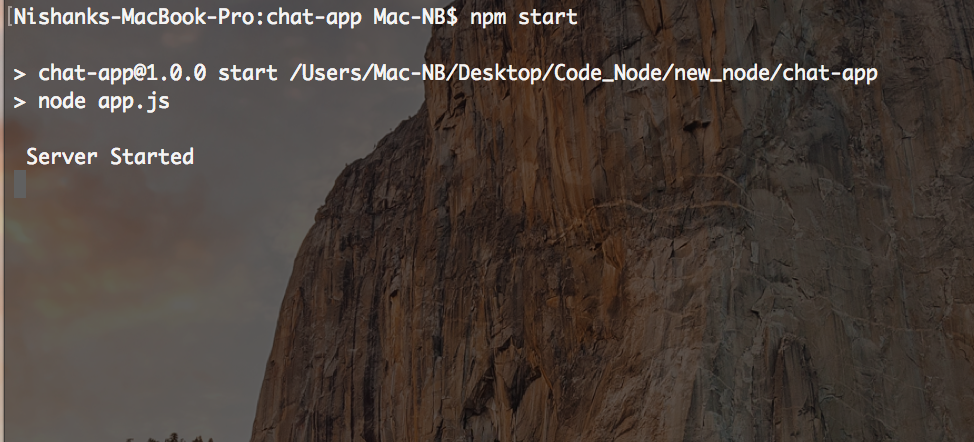 [Nishanks-MacBook-Pro:chat-app Mac-NB$ npm start
> chat-app@1.0.0 start /Users/Mac-NB/Desktop/Code_Node/new_node/chat-app
> node app.js
Server Started